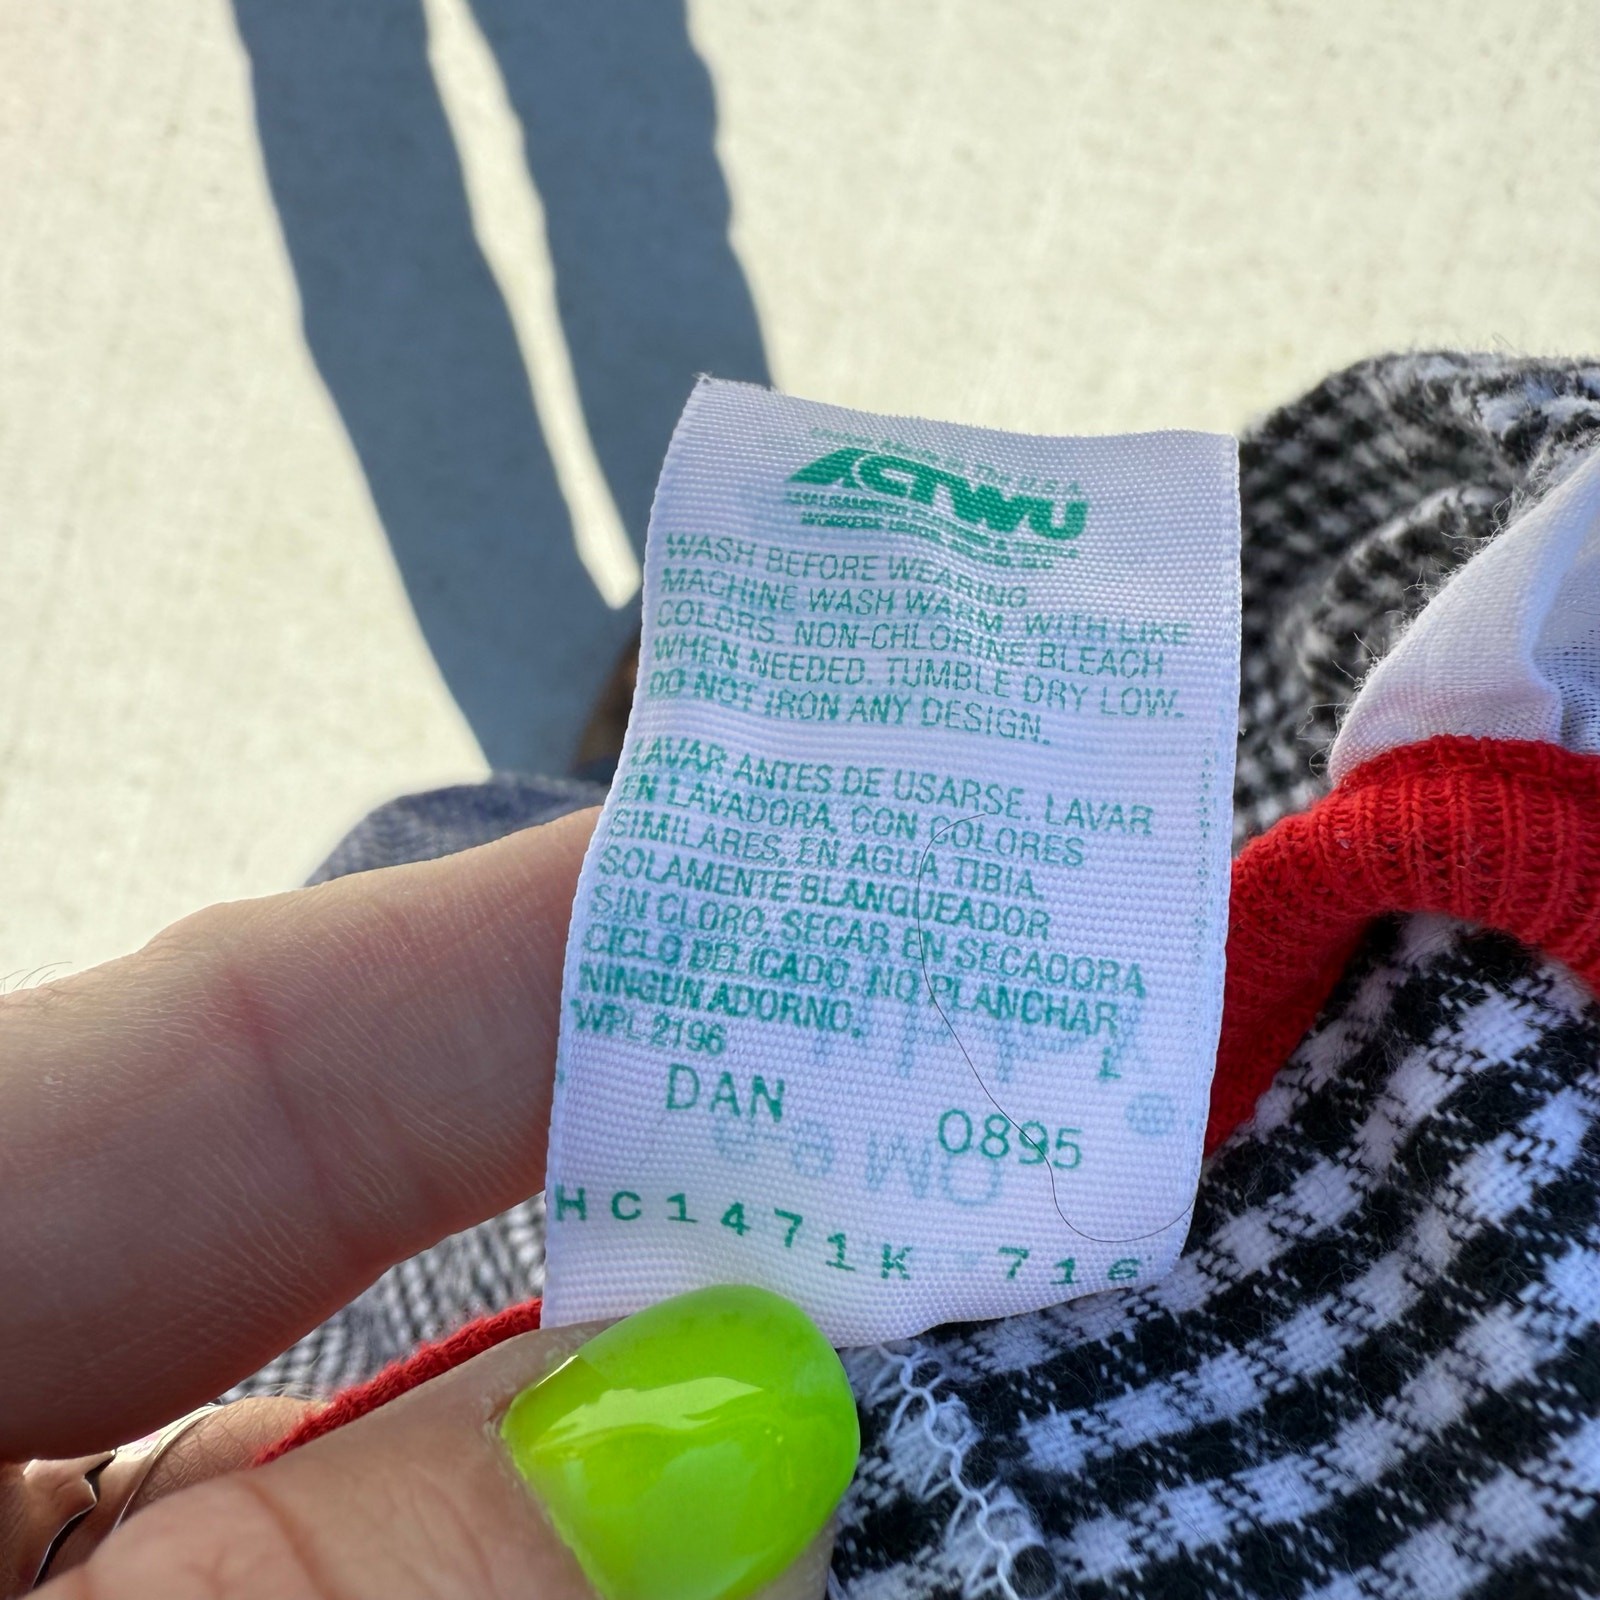 ACTWU
WASH BEFORE WEARING
MACHINE WASH WARM, WITH LIKE
COLORS. NON-CHLORINE BLEACH
WHEN NEEDED. TUMBLE DRY LOW.
DO NOT IRON ANY DESIGN.
LAVAR ANTES DE USARSE. LAVAR
EN LAVADORA, CON COLORES
SIMILARES, EN AGUA TIBIA.
SOLAMENTE BLANQUEADOR
SIN CLORO. SECAR EN SECADORA
CICLO DELICADO. NO PLANCHAR
NINGUN ADORNO.
WPL 2196
L
DAN 0895
HC1471K 716